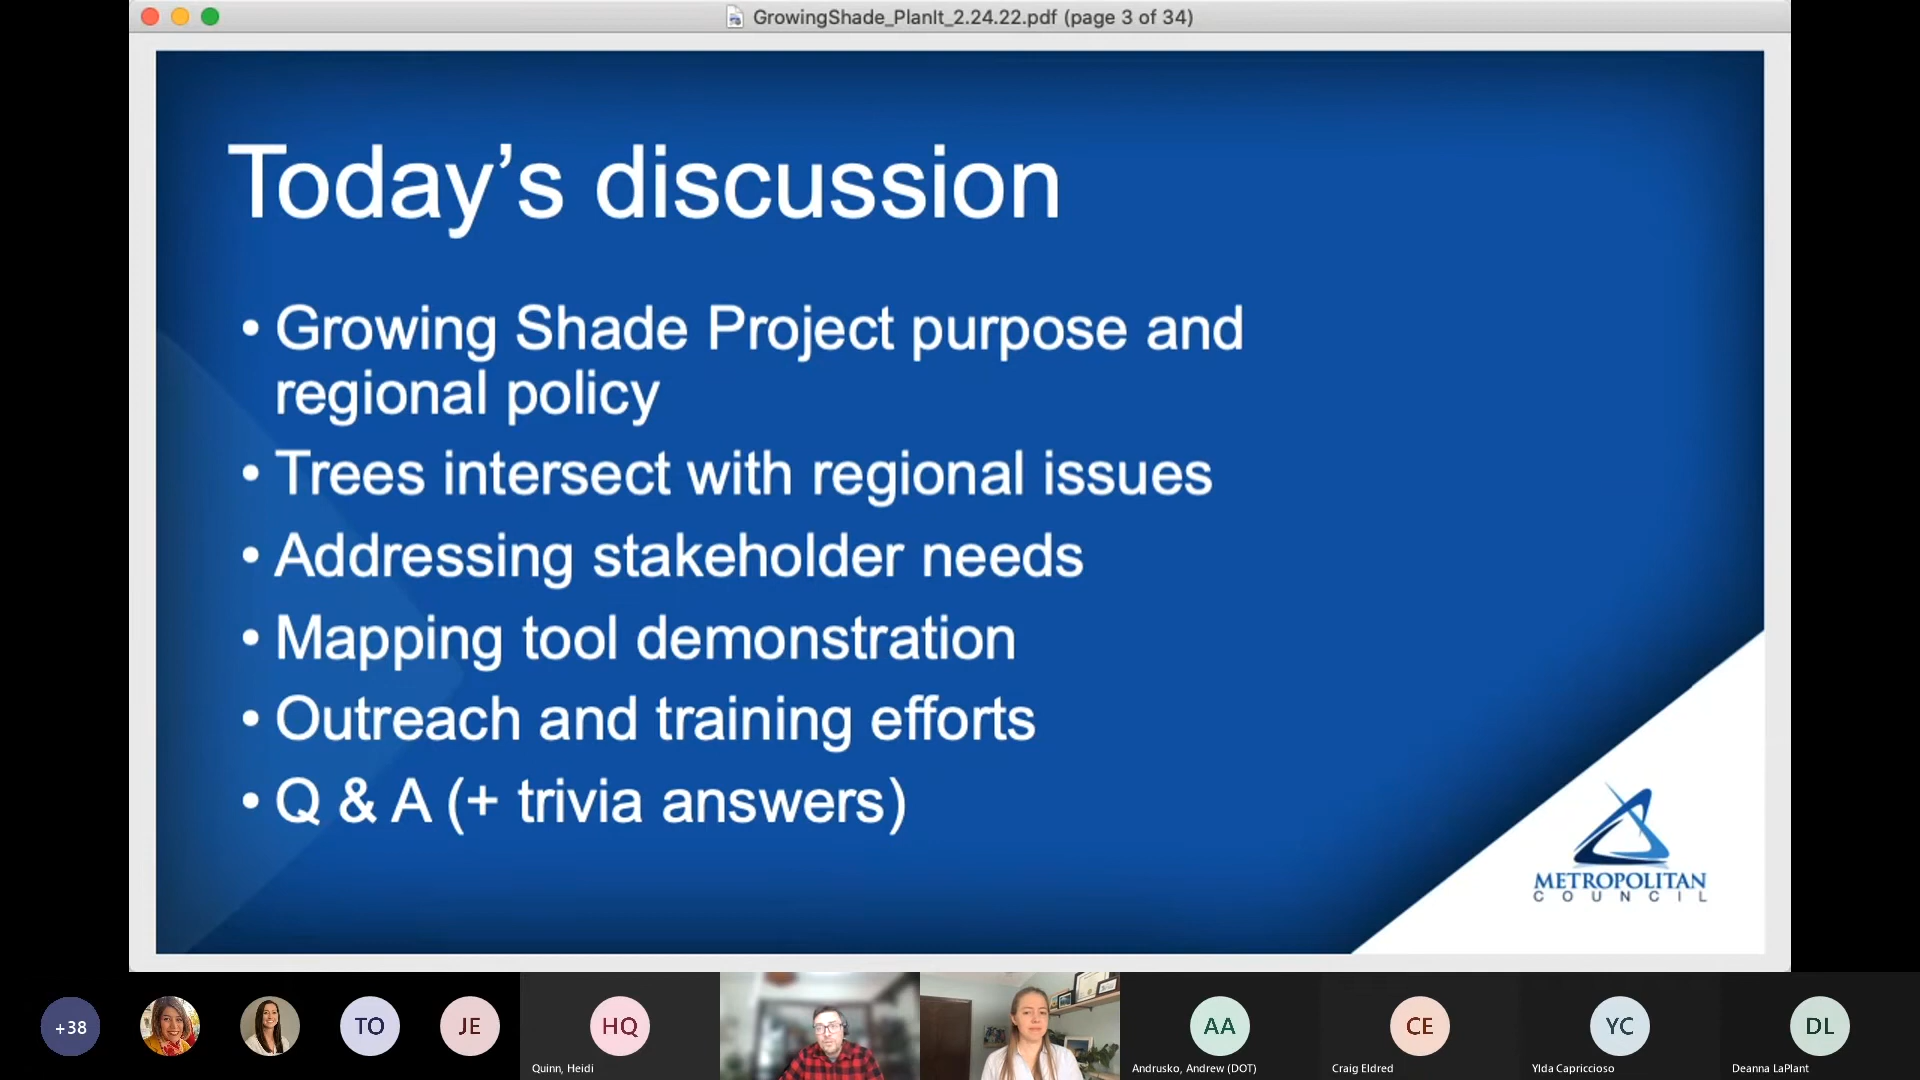 GrowingShade_PlanIt_2.24.22.pdf (page 3 of 34)
Today’s discussion
• Growing Shade Project purpose and
regional policy
• Trees intersect with regional issues
• Addressing stakeholder needs
• Mapping tool demonstration
• Outreach and training efforts
• Q & A (+ trivia answers)
METROPOLITAN
COUNCIL
+38
TO
JE
HQ
Quinn, Heidi
AA
Andrusko, Andrew (DOT)
CE
Craig Eldred
YC
Ylda Capriccioso
DL
Deanna LaPlant